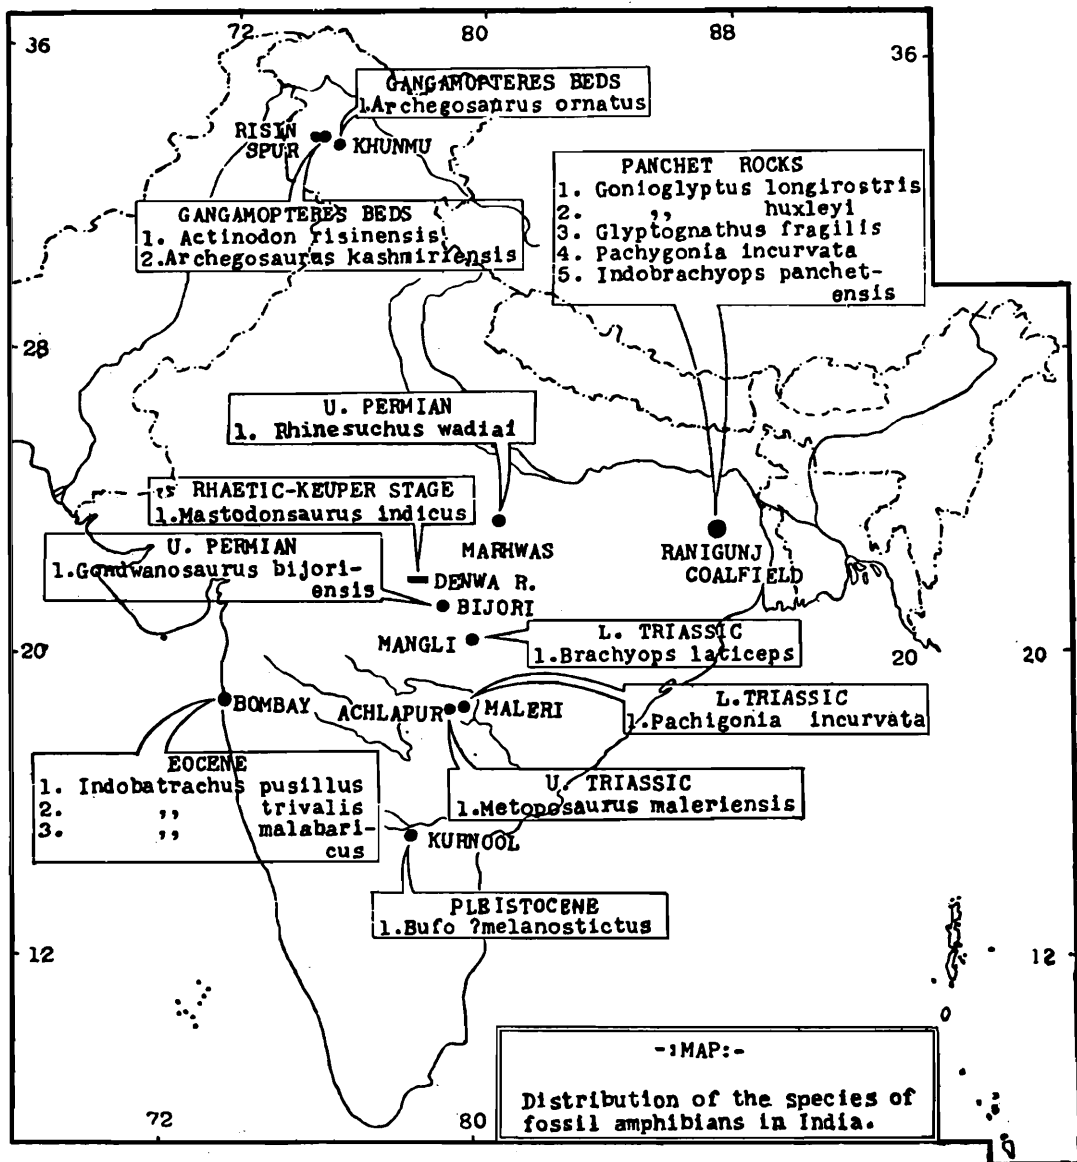 72 80 88
36 36
GANGAMOPTERES BEDS
1.Archegosaurus ornatus
RISIN
SPUR
KHUNMU
PANCHET ROCKS
1. Gonioglyptus longirostris
2. ,, huxleyi
3. Glyptognathus fragilis
4. Pachygonia incurvata
5. Indobrachyops panchet-
ensis
GANGAMOPTERES BEDS
1. Actinodon risinensis
2.Archegosaurus kashmiriensis
28 28
U. PERMIAN
1. Rhinesuchus wadiai
RHAETIC-KEUPER STAGE
1.Mastodonsaurus indicus
MARHWAS
RANIGUNJ
COALFIELD
U. PERMIAN
1.Gondwanosaurus bijori-
ensis
DENWA R.
BIJORI
MANGLI
L. TRIASSIC
1.Brachyops laticeps
20 20 20
L.TRIASSIC
1.Pachigonia incurvata
BOMBAY
ACHLAPUR
MALERI
EOCENE
1. Indobatrachus pusillus
2. ,, trivalis
3. ,, malabari-
cus
U. TRIASSIC
1.Metoposaurus maleriensis
KURNOOL
PLEISTOCENE
1.Bufo ?melanostictus
12 12
-:MAP:-
Distribution of the species of
fossil amphibians in India.
72 80